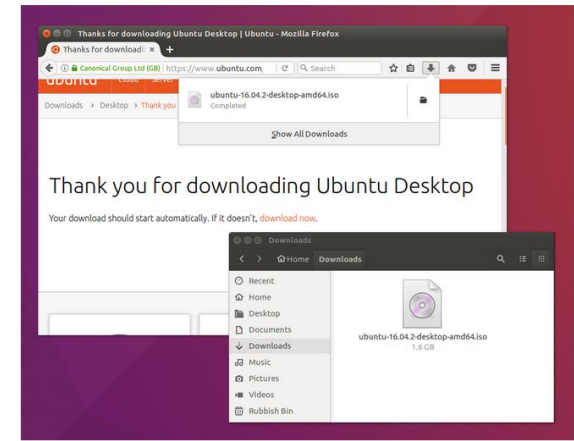 Thanks for downloading Ubuntu Desktop | Ubuntu - Mozilla Firefox
Thanks for downloadi
Canonical Group Ltd (GB)
https://www.ubuntu.com,
Search
ubuntu
Cloud
Server
ubuntu-16.04.2-desktop-amd64.iso
Completed
Downloads › Desktop › Thank you
Show All Downloads
Thank you for downloading Ubuntu Desktop
Your download should start automatically. If it doesn't, download now.
Downloads
Home Downloads
Recent
Home
Desktop
Documents
Downloads
Music
Pictures
Videos
Rubbish Bin
ubuntu-16.04.2-desktop-amd64.iso
1.6 GB